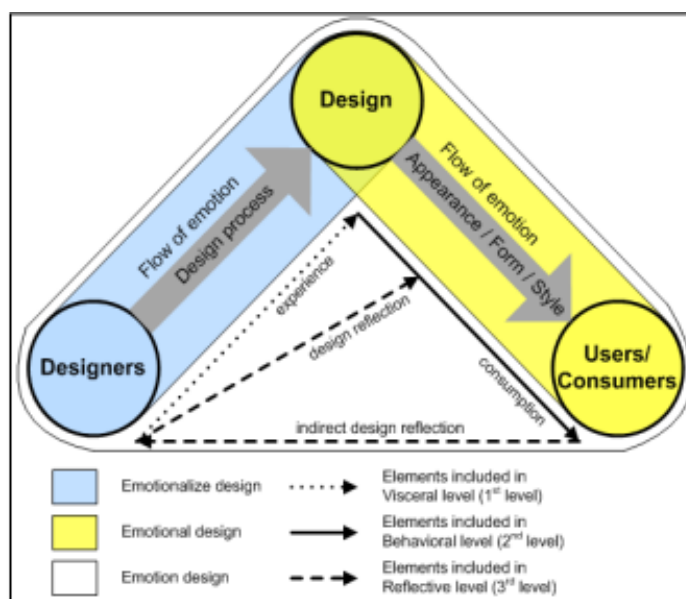 Design
Flow of emotion
Design process
Flow of emotion
Appearance / Form / Style
experience
design reflection
consumption
Designers
Users/
Consumers
indirect design reflection
Emotionalize design
Elements included in
Visceral level (1st level)
Emotional design
Elements included in
Behavioral level (2nd level)
Emotion design
Elements included in
Reflective level (3rd level)